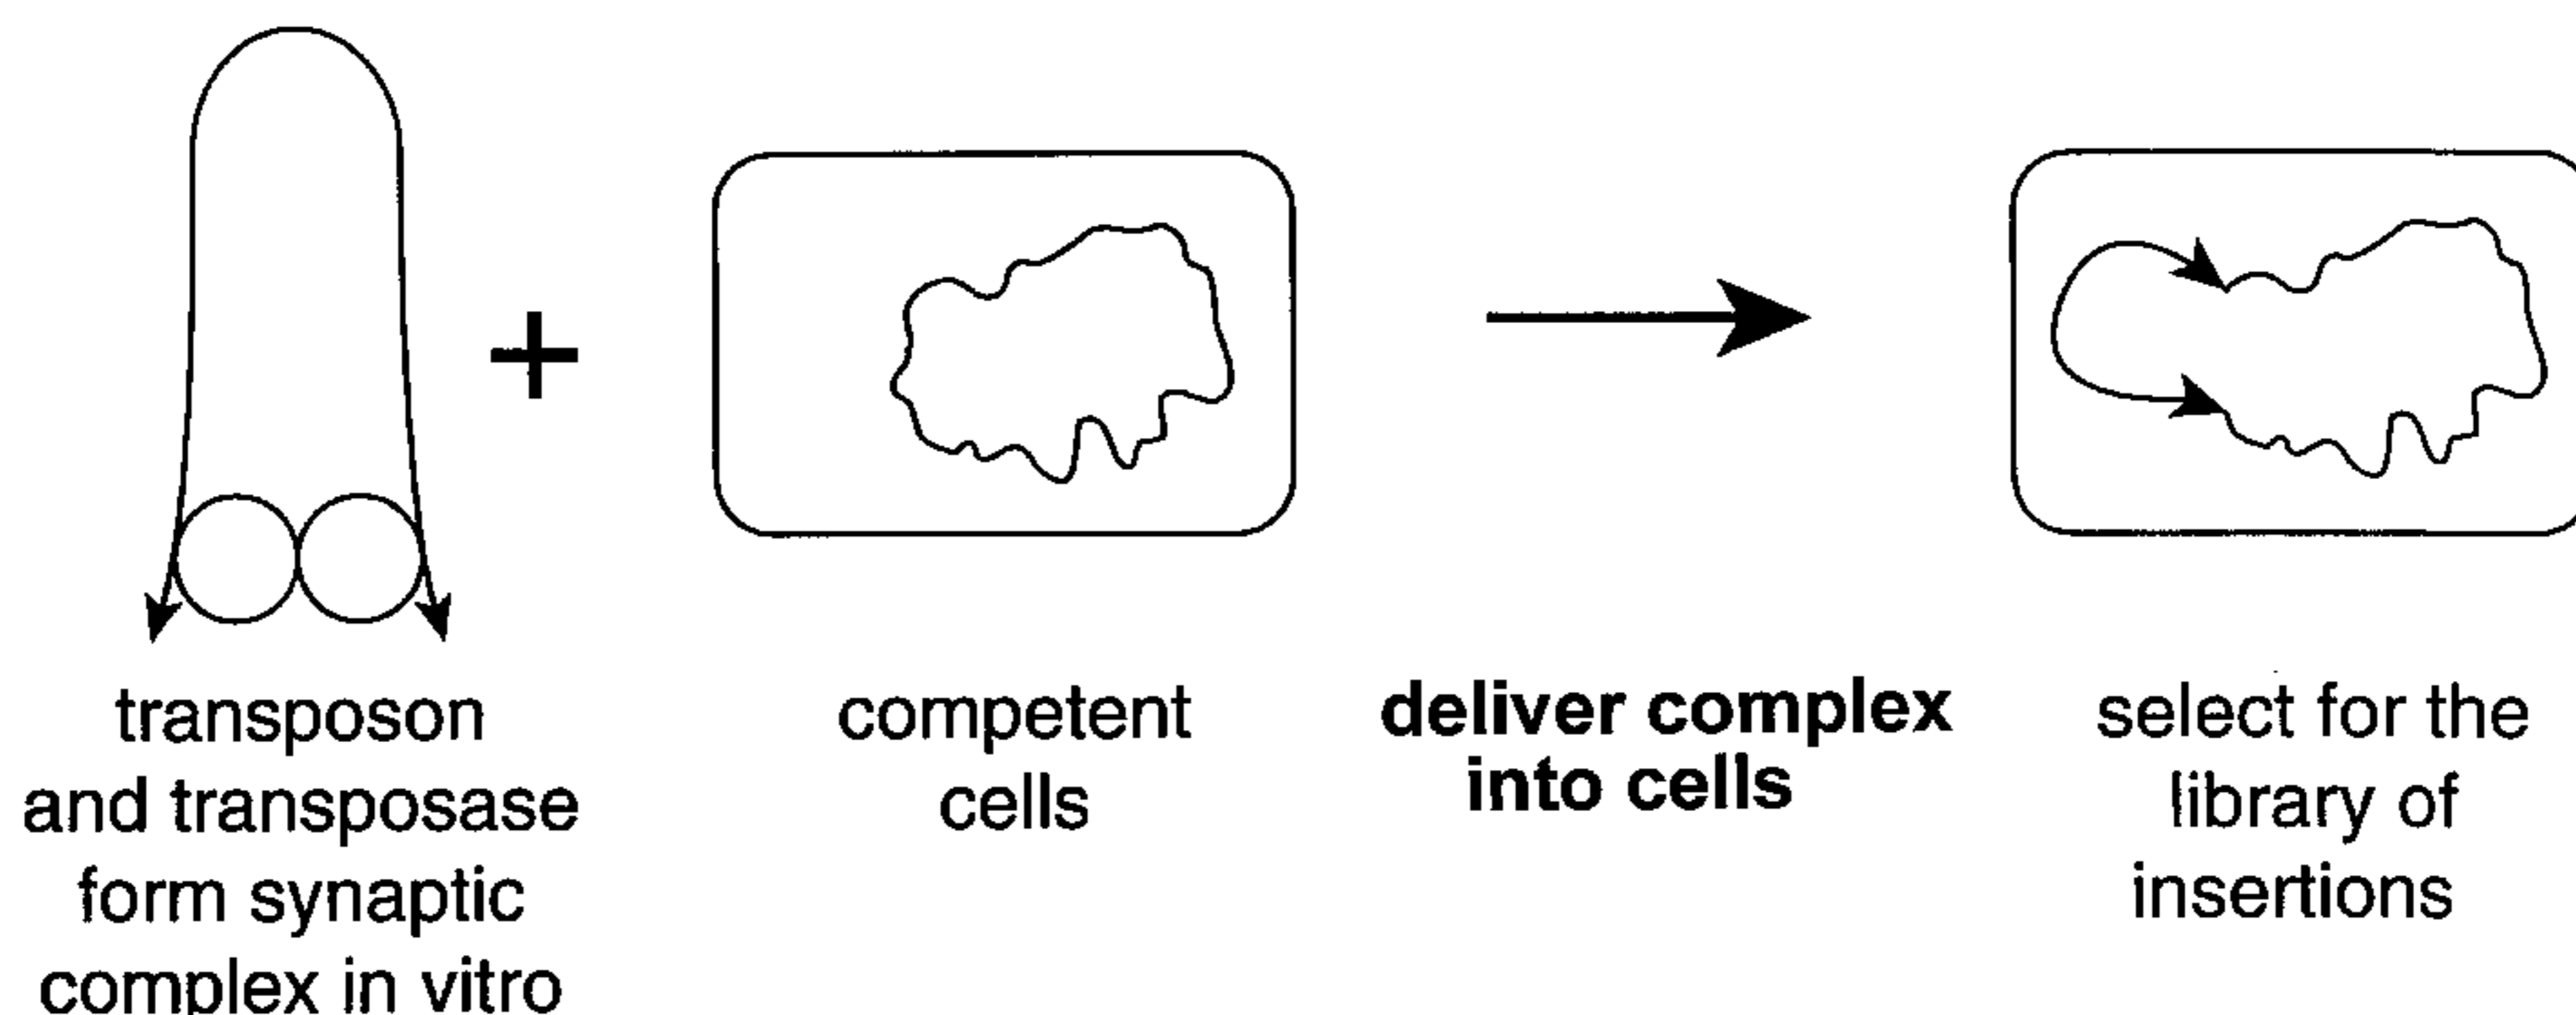 +
transposon
and transposase
form synaptic
complex in vitro
competent
cells
deliver complex
into cells
select for the
library of
insertions